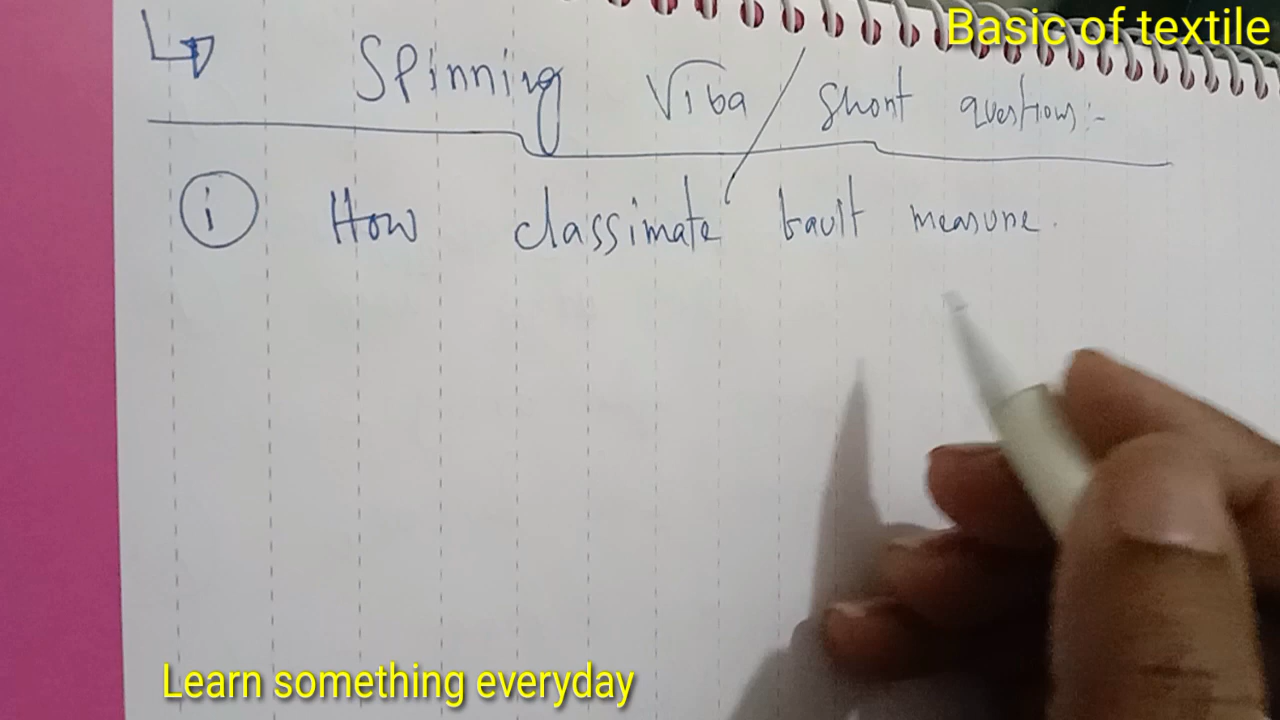 Basic of textile
Spinning Viba / Short questions:-
i How classimate fault measure.
Learn something everyday